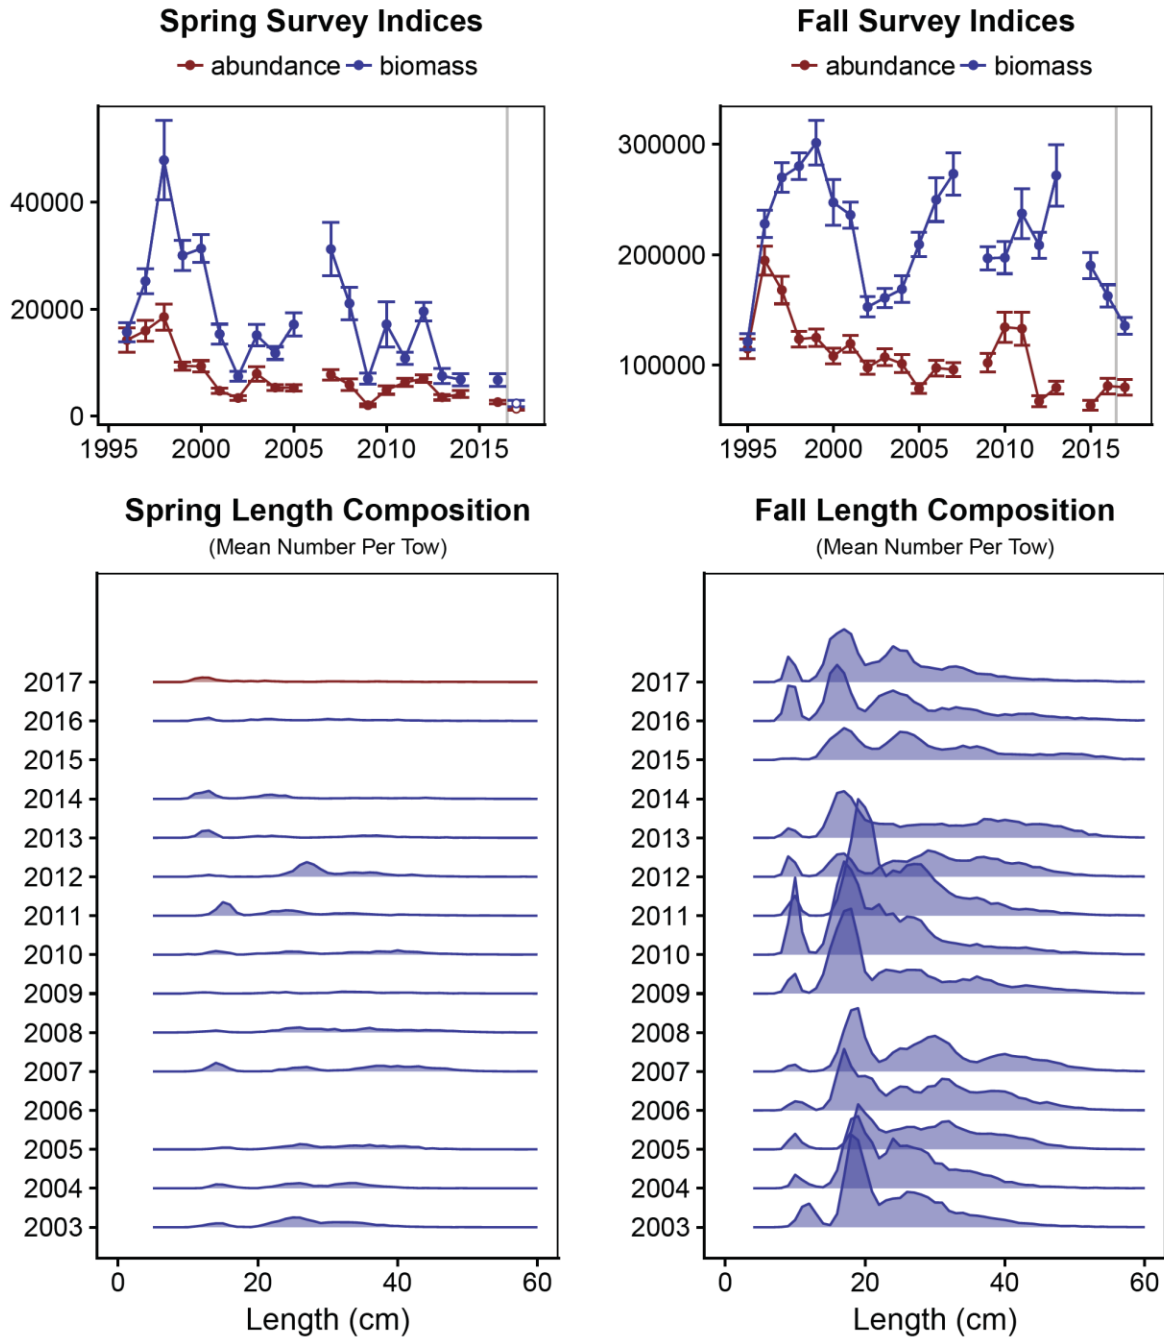 Spring Survey Indices
abundance biomass
40000
20000
0
1995 2000 2005 2010 2015
Fall Survey Indices
abundance biomass
300000
200000
100000
1995 2000 2005 2010 2015
Spring Length Composition
(Mean Number Per Tow)
2017
2016
2015
2014
2013
2012
2011
2010
2009
2008
2007
2006
2005
2004
2003
0 20 40 60
Length (cm)
Fall Length Composition
(Mean Number Per Tow)
2017
2016
2015
2014
2013
2012
2011
2010
2009
2008
2007
2006
2005
2004
2003
0 20 40 60
Length (cm)